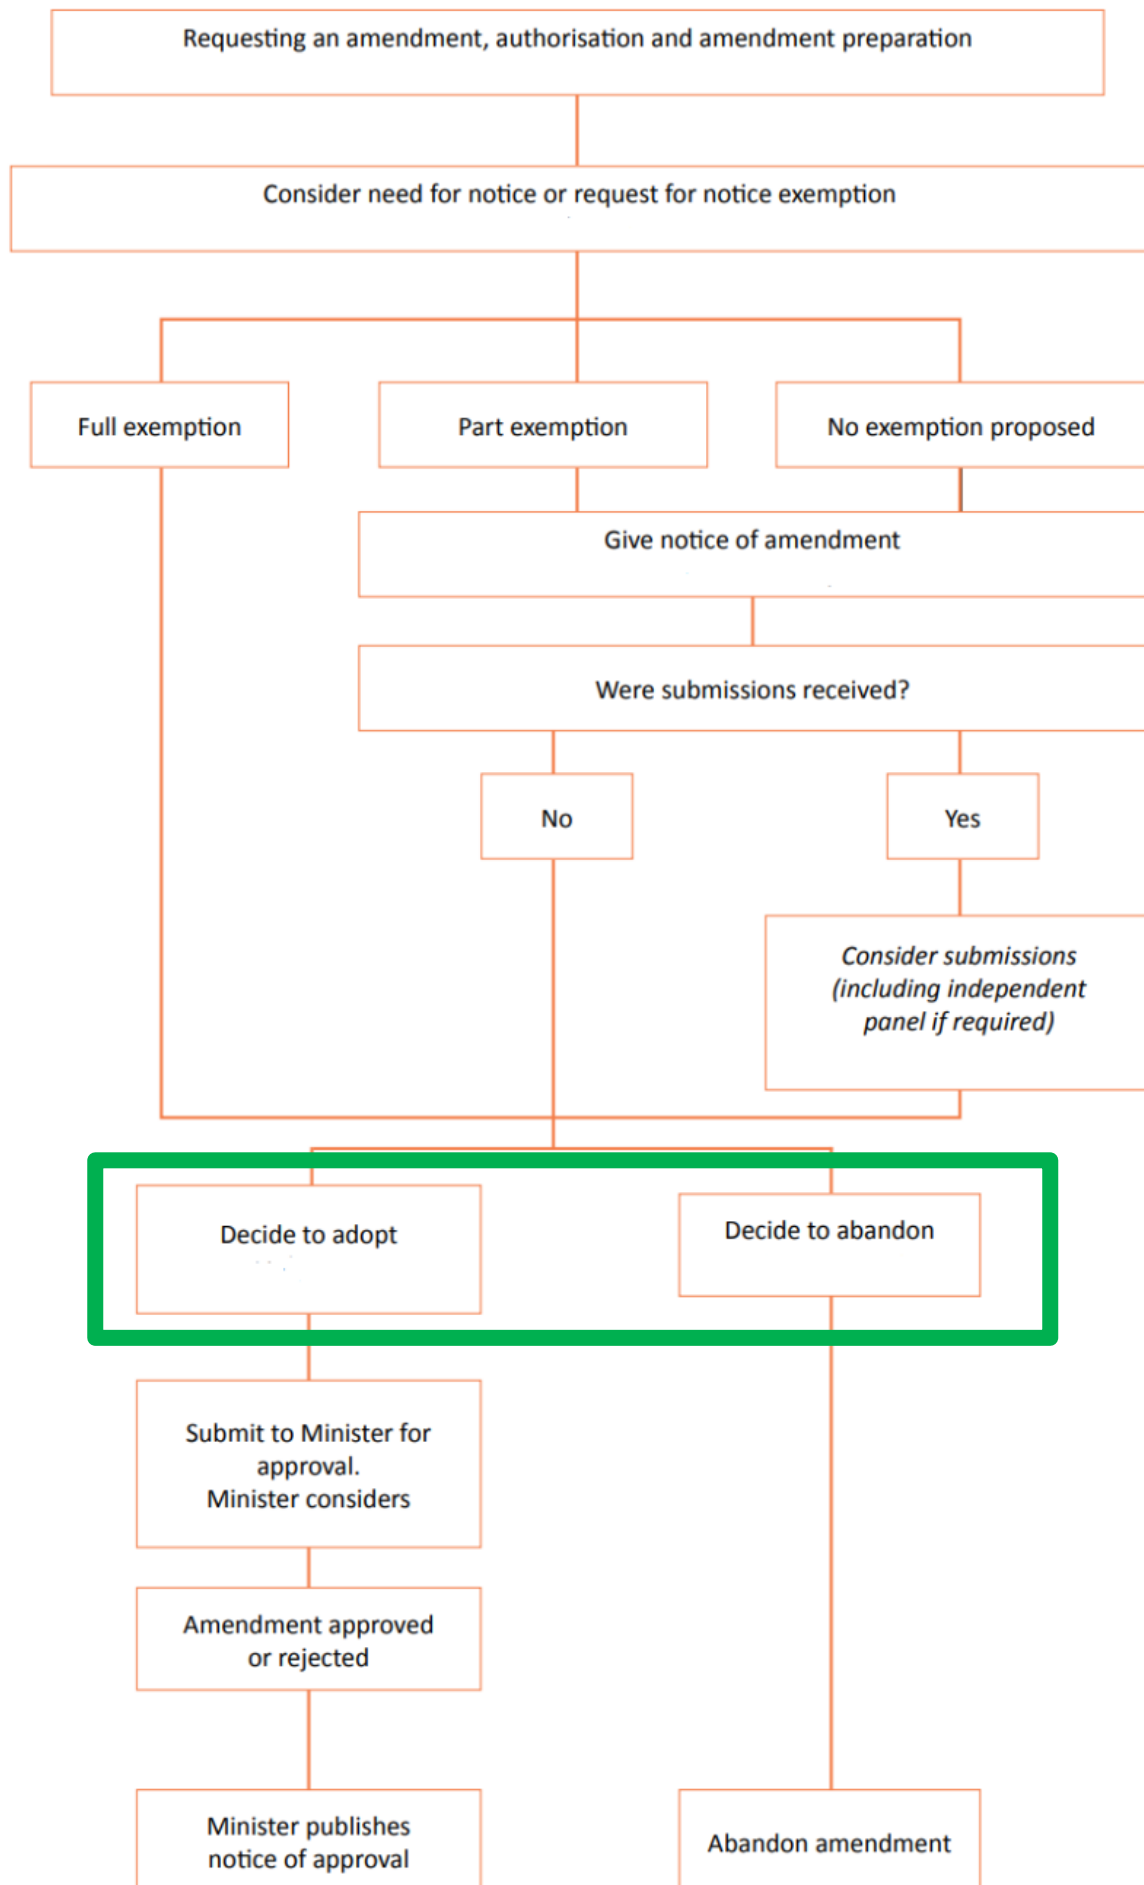 Requesting an amendment, authorisation and amendment preparation
Consider need for notice or request for notice exemption
Full exemption
Part exemption
No exemption proposed
Give notice of amendment
Were submissions received?
No
Yes
Consider submissions
(including independent
panel if required)
Decide to adopt
Decide to abandon
Submit to Minister for
approval.
Minister considers
Amendment approved
or rejected
Minister publishes
notice of approval
Abandon amendment